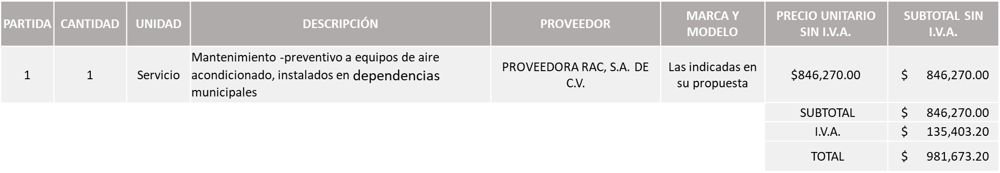 PARTIDA CANTIDAD UNIDAD DESCRIPCIÓN PROVEEDOR MARCA Y MODELO PRECIO UNITARIO SIN I.V.A. SUBTOTAL SIN I.V.A.
1 1 Servicio Mantenimiento -preventivo a equipos de aire
acondicionado, instalados en dependencias
municipales
PROVEEDORA RAC, S.A. DE
C.V.
Las indicadas en
su propuesta
$846,270.00 $ 846,270.00
SUBTOTAL $ 846,270.00
I.V.A. $ 135,403.20
TOTAL $ 981,673.20